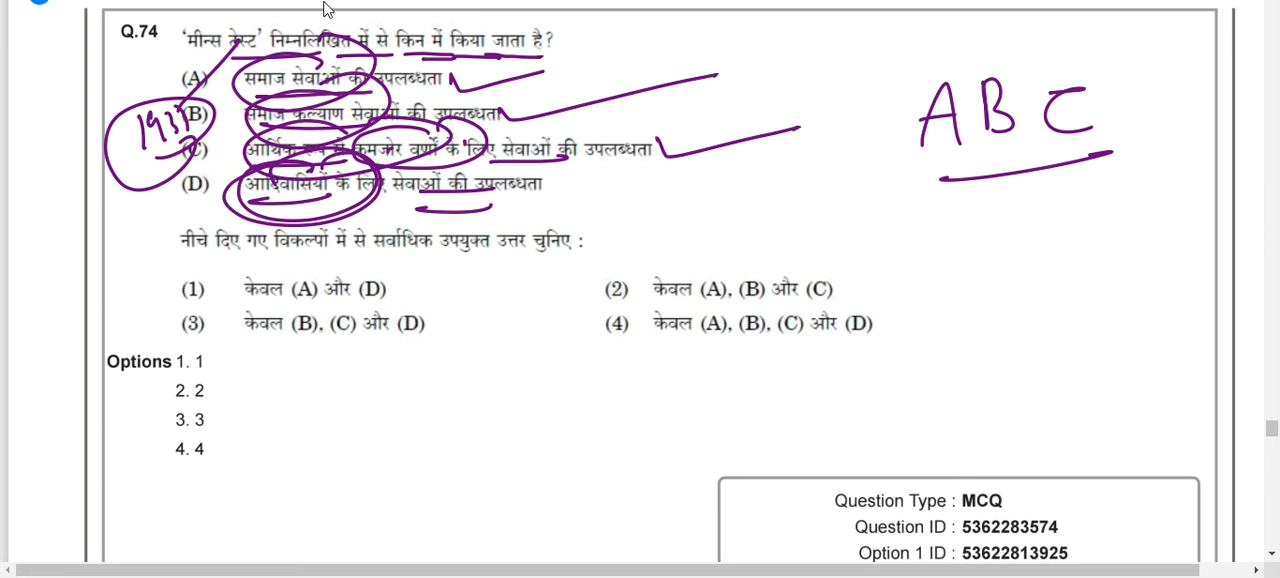 Q.74 'मीन्स टेस्ट' निम्नलिखित में से किन में किया जाता है?
(A) समाज सेवाओं की उपलब्धता
(B) समाज कल्याण सेवाओं की उपलब्धता
(C) आर्थिक रूप से कमजोर वर्णों के लिए सेवाओं की उपलब्धता
(D) आदिवासियों के लिए सेवाओं की उपलब्धता
A B C
नीचे दिए गए विकल्पों में से सर्वाधिक उपयुक्त उत्तर चुनिए :
(1) केवल (A) और (D) (2) केवल (A), (B) और (C)
(3) केवल (B), (C) और (D) (4) केवल (A), (B), (C) और (D)
Options 1. 1
2. 2
3. 3
4. 4
Question Type : MCQ
Question ID : 5362283574
Option 1 ID : 53622813925